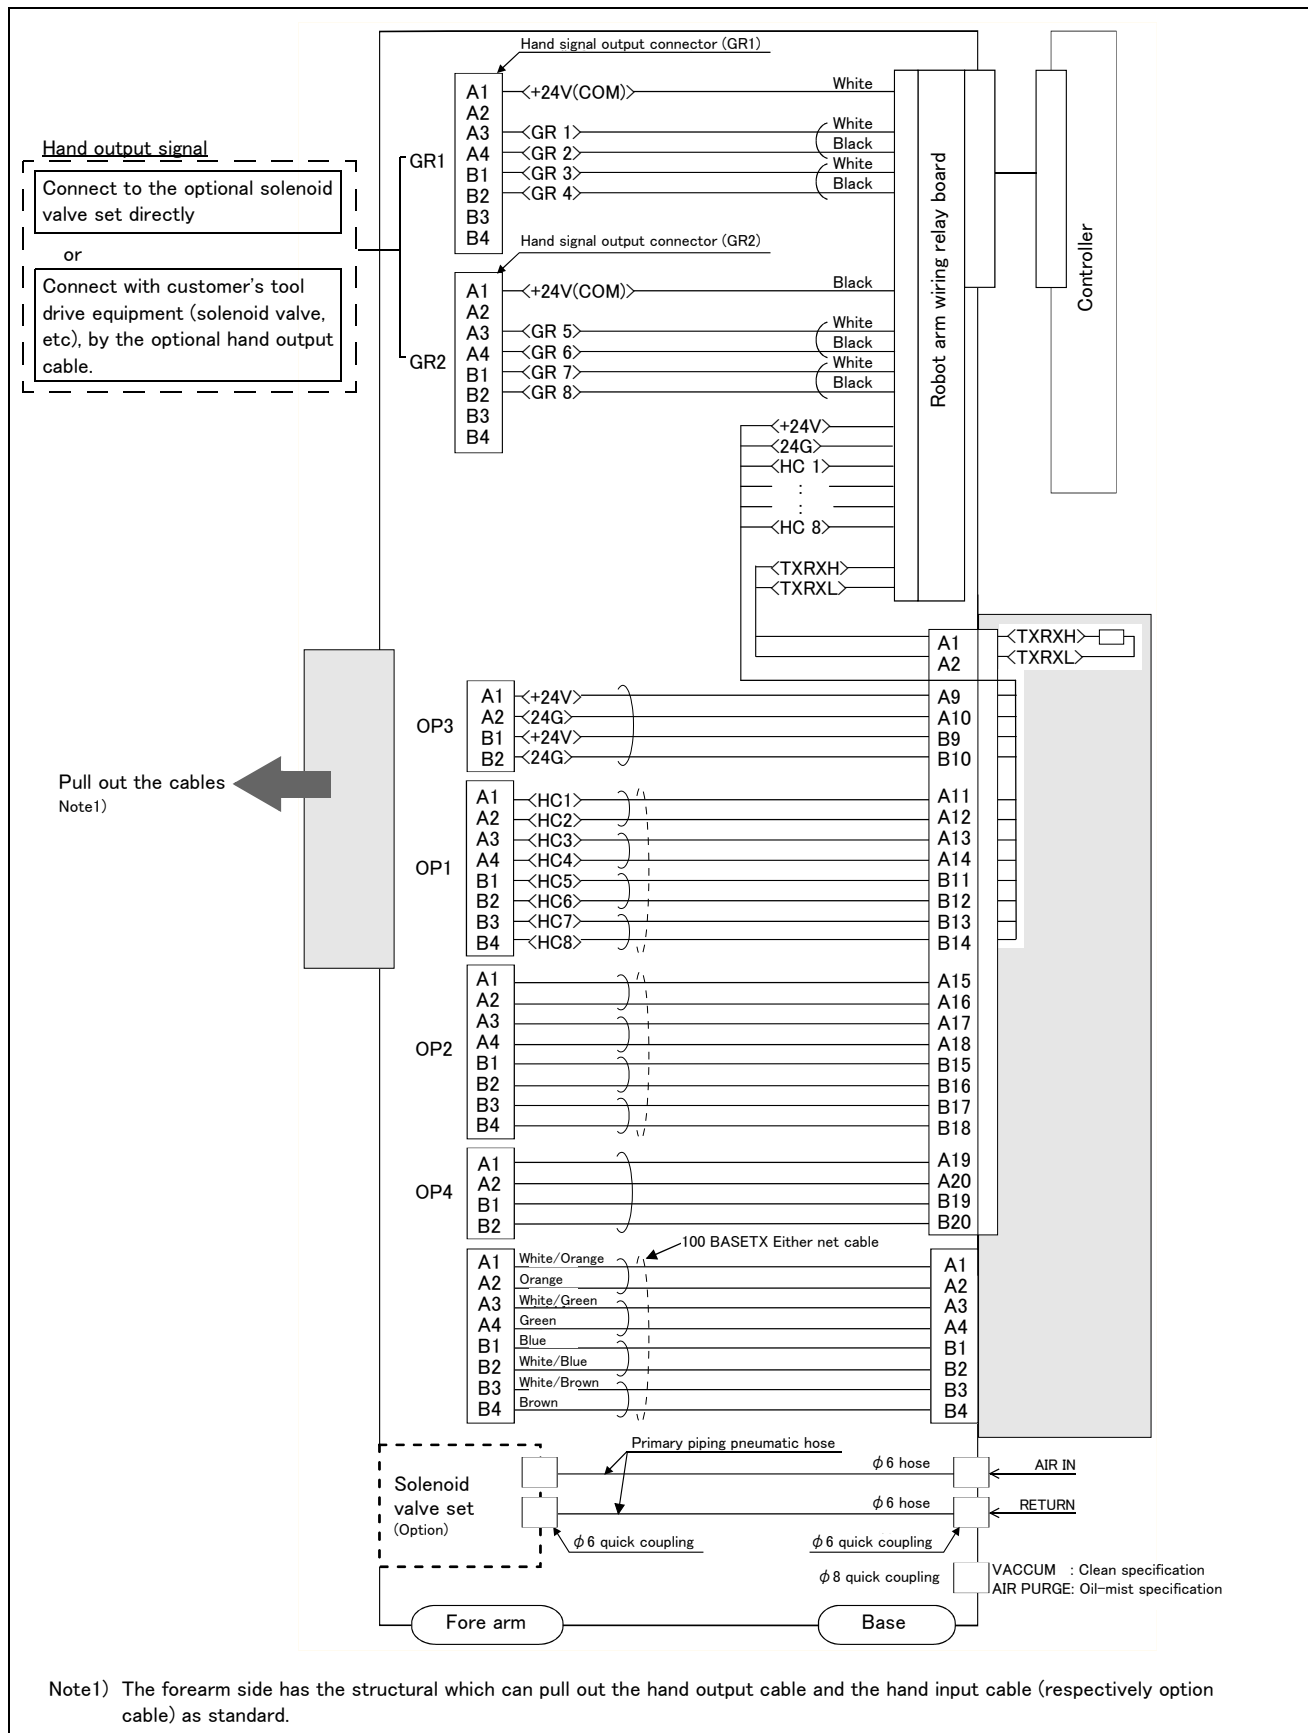 Hand signal output connector (GR1)
A1 <+24V(COM)> White
A2
A3 <GR 1> White
A4 <GR 2> Black
B1 <GR 3> White
B2 <GR 4> Black
B3
B4
GR1
Hand output signal
Connect to the optional solenoid
valve set directly
or
Connect with customer's tool
drive equipment (solenoid valve,
etc), by the optional hand output
cable.
Hand signal output connector (GR2)
A1 <+24V(COM)> Black
A2
A3 <GR 5> White
A4 <GR 6> Black
B1 <GR 7> White
B2 <GR 8> Black
B3
B4
GR2
Robot arm wiring relay board
Controller
<+24V>
<24G>
<HC 1>
:
:
<HC 8>
<TXRXH>
<TXRXL>
A1 <TXRXH>
A2 <TXRXL>
OP3
A1 <+24V> A9
A2 <24G> A10
B1 <+24V> B9
B2 <24G> B10
Pull out the cables
Note1)
OP1
A1 <HC1> A11
A2 <HC2> A12
A3 <HC3> A13
A4 <HC4> A14
B1 <HC5> B11
B2 <HC6> B12
B3 <HC7> B13
B4 <HC8> B14
OP2
A1 A15
A2 A16
A3 A17
A4 A18
B1 B15
B2 B16
B3 B17
B4 B18
OP4
A1 A19
A2 A20
B1 B19
B2 B20
100 BASETX Either net cable
A1 White/Orange A1
A2 Orange A2
A3 White/Green A3
A4 Green A4
B1 Blue B1
B2 White/Blue B2
B3 White/Brown B3
B4 Brown B4
Primary piping pneumatic hose
φ6 hose AIR IN
φ6 hose RETURN
Solenoid
valve set
(Option)
φ6 quick coupling φ6 quick coupling
φ8 quick coupling
VACCUM : Clean specification
AIR PURGE: Oil-mist specification
Fore arm Base
Note1) The forearm side has the structural which can pull out the hand output cable and the hand input cable (respectively option
cable) as standard.